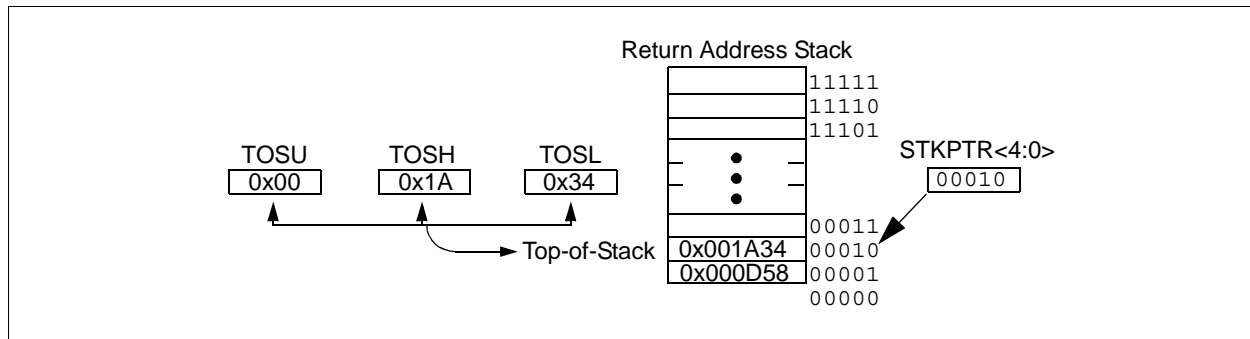 Return Address Stack
11111
11110
11101
TOSU TOSH TOSL
0x00 0x1A 0x34
STKPTR<4:0>
00010
00011
Top-of-Stack 0x001A34 00010
0x000D58 00001
00000